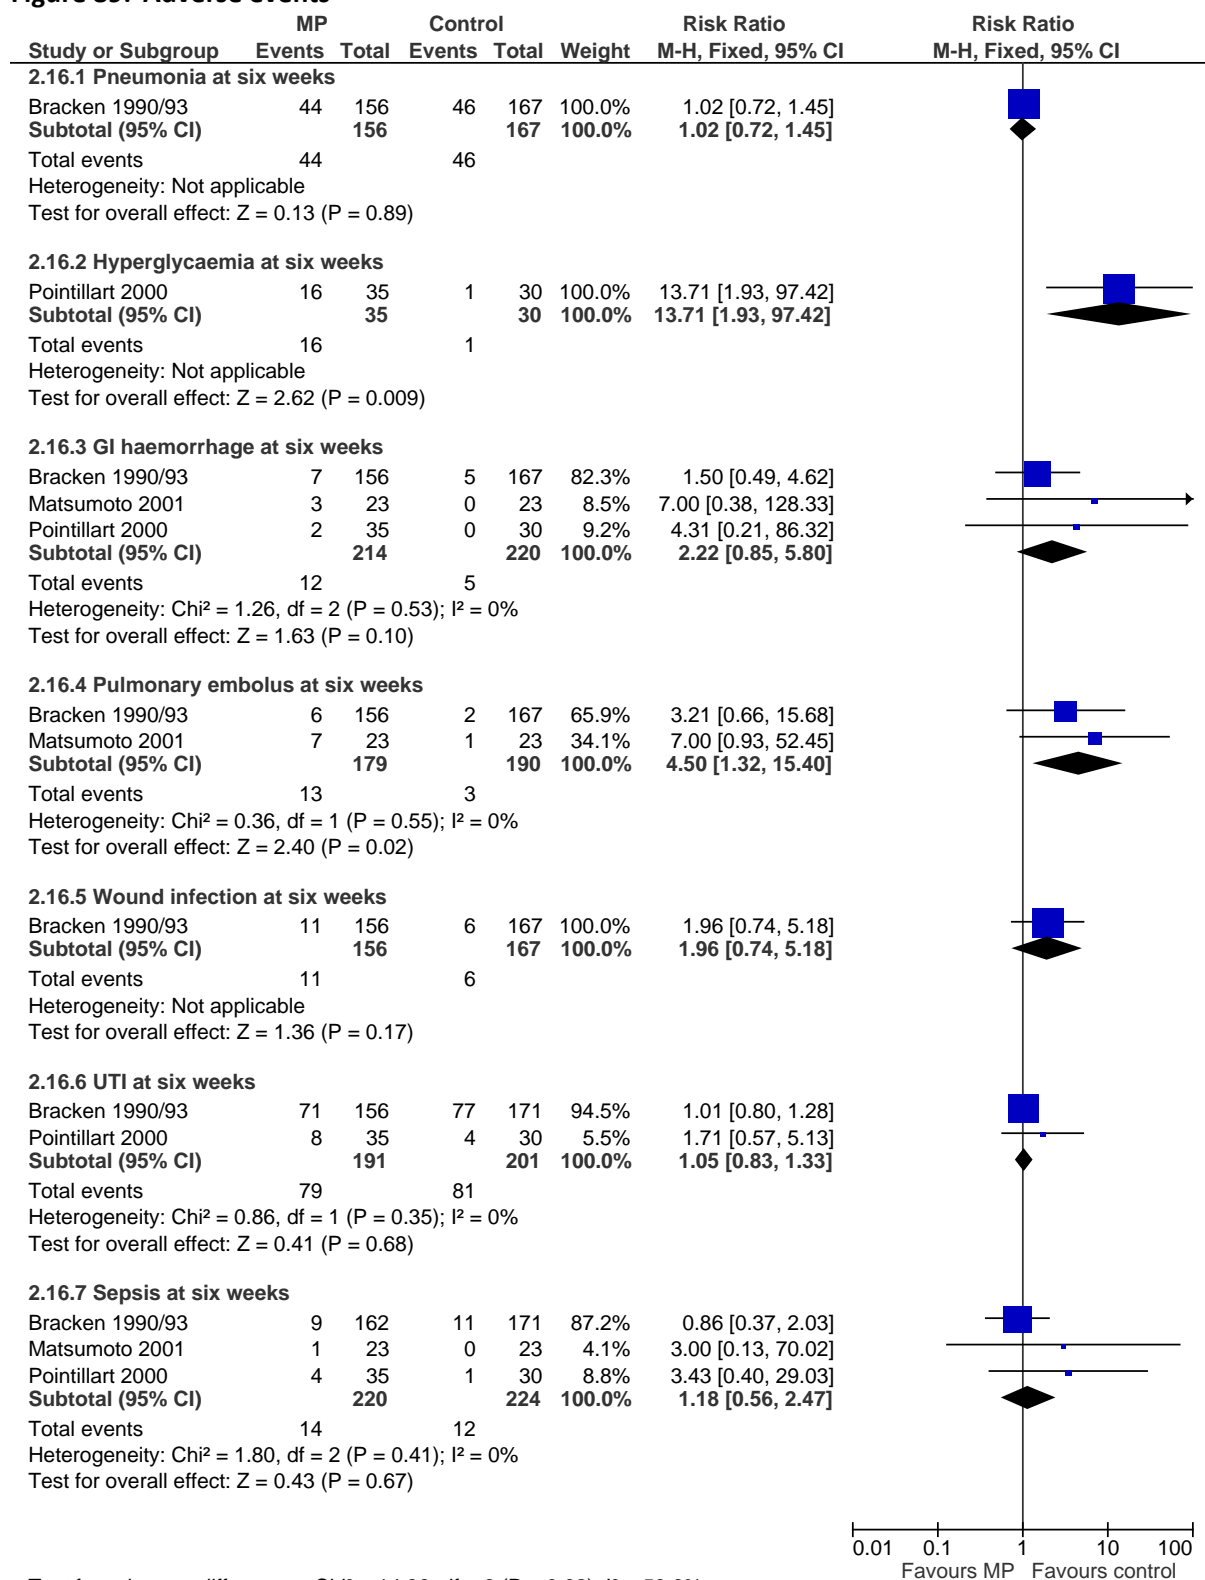 MP Control Risk Ratio Risk Ratio
Study or Subgroup Events Total Events Total Weight M-H, Fixed, 95% CI M-H, Fixed, 95% CI
2.16.1 Pneumonia at six weeks
Bracken 1990/93 44 156 46 167 100.0% 1.02 [0.72, 1.45]
Subtotal (95% CI) 156 167 100.0% 1.02 [0.72, 1.45]
Total events 44 46
Heterogeneity: Not applicable
Test for overall effect: Z = 0.13 (P = 0.89)
2.16.2 Hyperglycaemia at six weeks
Pointillart 2000 16 35 1 30 100.0% 13.71 [1.93, 97.42]
Subtotal (95% CI) 35 30 100.0% 13.71 [1.93, 97.42]
Total events 16 1
Heterogeneity: Not applicable
Test for overall effect: Z = 2.62 (P = 0.009)
2.16.3 GI haemorrhage at six weeks
Bracken 1990/93 7 156 5 167 82.3% 1.50 [0.49, 4.62]
Matsumoto 2001 3 23 0 23 8.5% 7.00 [0.38, 128.33]
Pointillart 2000 2 35 0 30 9.2% 4.31 [0.21, 86.32]
Subtotal (95% CI) 214 220 100.0% 2.22 [0.85, 5.80]
Total events 12 5
Heterogeneity: Chi² = 1.26, df = 2 (P = 0.53); I² = 0%
Test for overall effect: Z = 1.63 (P = 0.10)
2.16.4 Pulmonary embolus at six weeks
Bracken 1990/93 6 156 2 167 65.9% 3.21 [0.66, 15.68]
Matsumoto 2001 7 23 1 23 34.1% 7.00 [0.93, 52.45]
Subtotal (95% CI) 179 190 100.0% 4.50 [1.32, 15.40]
Total events 13 3
Heterogeneity: Chi² = 0.36, df = 1 (P = 0.55); I² = 0%
Test for overall effect: Z = 2.40 (P = 0.02)
2.16.5 Wound infection at six weeks
Bracken 1990/93 11 156 6 167 100.0% 1.96 [0.74, 5.18]
Subtotal (95% CI) 156 167 100.0% 1.96 [0.74, 5.18]
Total events 11 6
Heterogeneity: Not applicable
Test for overall effect: Z = 1.36 (P = 0.17)
2.16.6 UTI at six weeks
Bracken 1990/93 71 156 77 171 94.5% 1.01 [0.80, 1.28]
Pointillart 2000 8 35 4 30 5.5% 1.71 [0.57, 5.13]
Subtotal (95% CI) 191 201 100.0% 1.05 [0.83, 1.33]
Total events 79 81
Heterogeneity: Chi² = 0.86, df = 1 (P = 0.35); I² = 0%
Test for overall effect: Z = 0.41 (P = 0.68)
2.16.7 Sepsis at six weeks
Bracken 1990/93 9 162 11 171 87.2% 0.86 [0.37, 2.03]
Matsumoto 2001 1 23 0 23 4.1% 3.00 [0.13, 70.02]
Pointillart 2000 4 35 1 30 8.8% 3.43 [0.40, 29.03]
Subtotal (95% CI) 220 224 100.0% 1.18 [0.56, 2.47]
Total events 14 12
Heterogeneity: Chi² = 1.80, df = 2 (P = 0.41); I² = 0%
Test for overall effect: Z = 0.43 (P = 0.67)
0.01 0.1 1 10 100
Favours MP Favours control